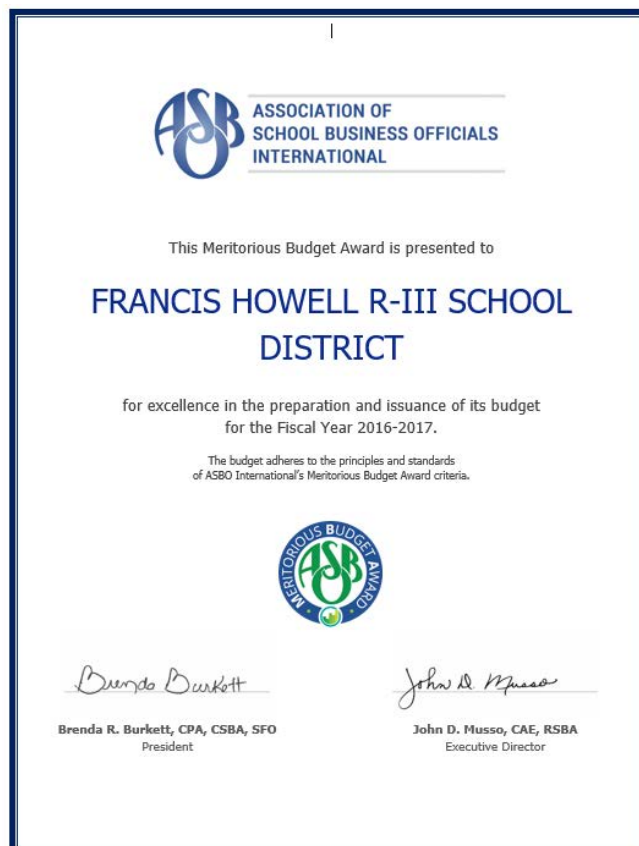 ASBO
ASSOCIATION OF
SCHOOL BUSINESS OFFICIALS
INTERNATIONAL
This Meritorious Budget Award is presented to
FRANCIS HOWELL R-III SCHOOL
DISTRICT
for excellence in the preparation and issuance of its budget
for the Fiscal Year 2016-2017.
The budget adheres to the principles and standards
of ASBO International's Meritorious Budget Award criteria.
MERITORIOUS BUDGET AWARD
ASBO
Brenda Burkett
John D. Musso
Brenda R. Burkett, CPA, CSBA, SFO
John D. Musso, CAE, RSBA
President
Executive Director